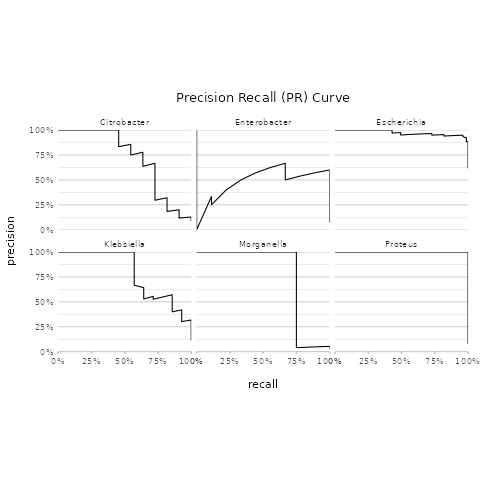 Precision Recall (PR) Curve
Citrobacter Enterobacter Escherichia
100%
75%
50%
25%
0%
Klebsiella Morganella Proteus
100%
75%
50%
25%
0%
0% 25% 50% 75% 100% 0% 25% 50% 75% 100% 0% 25% 50% 75% 100%
precision
recall